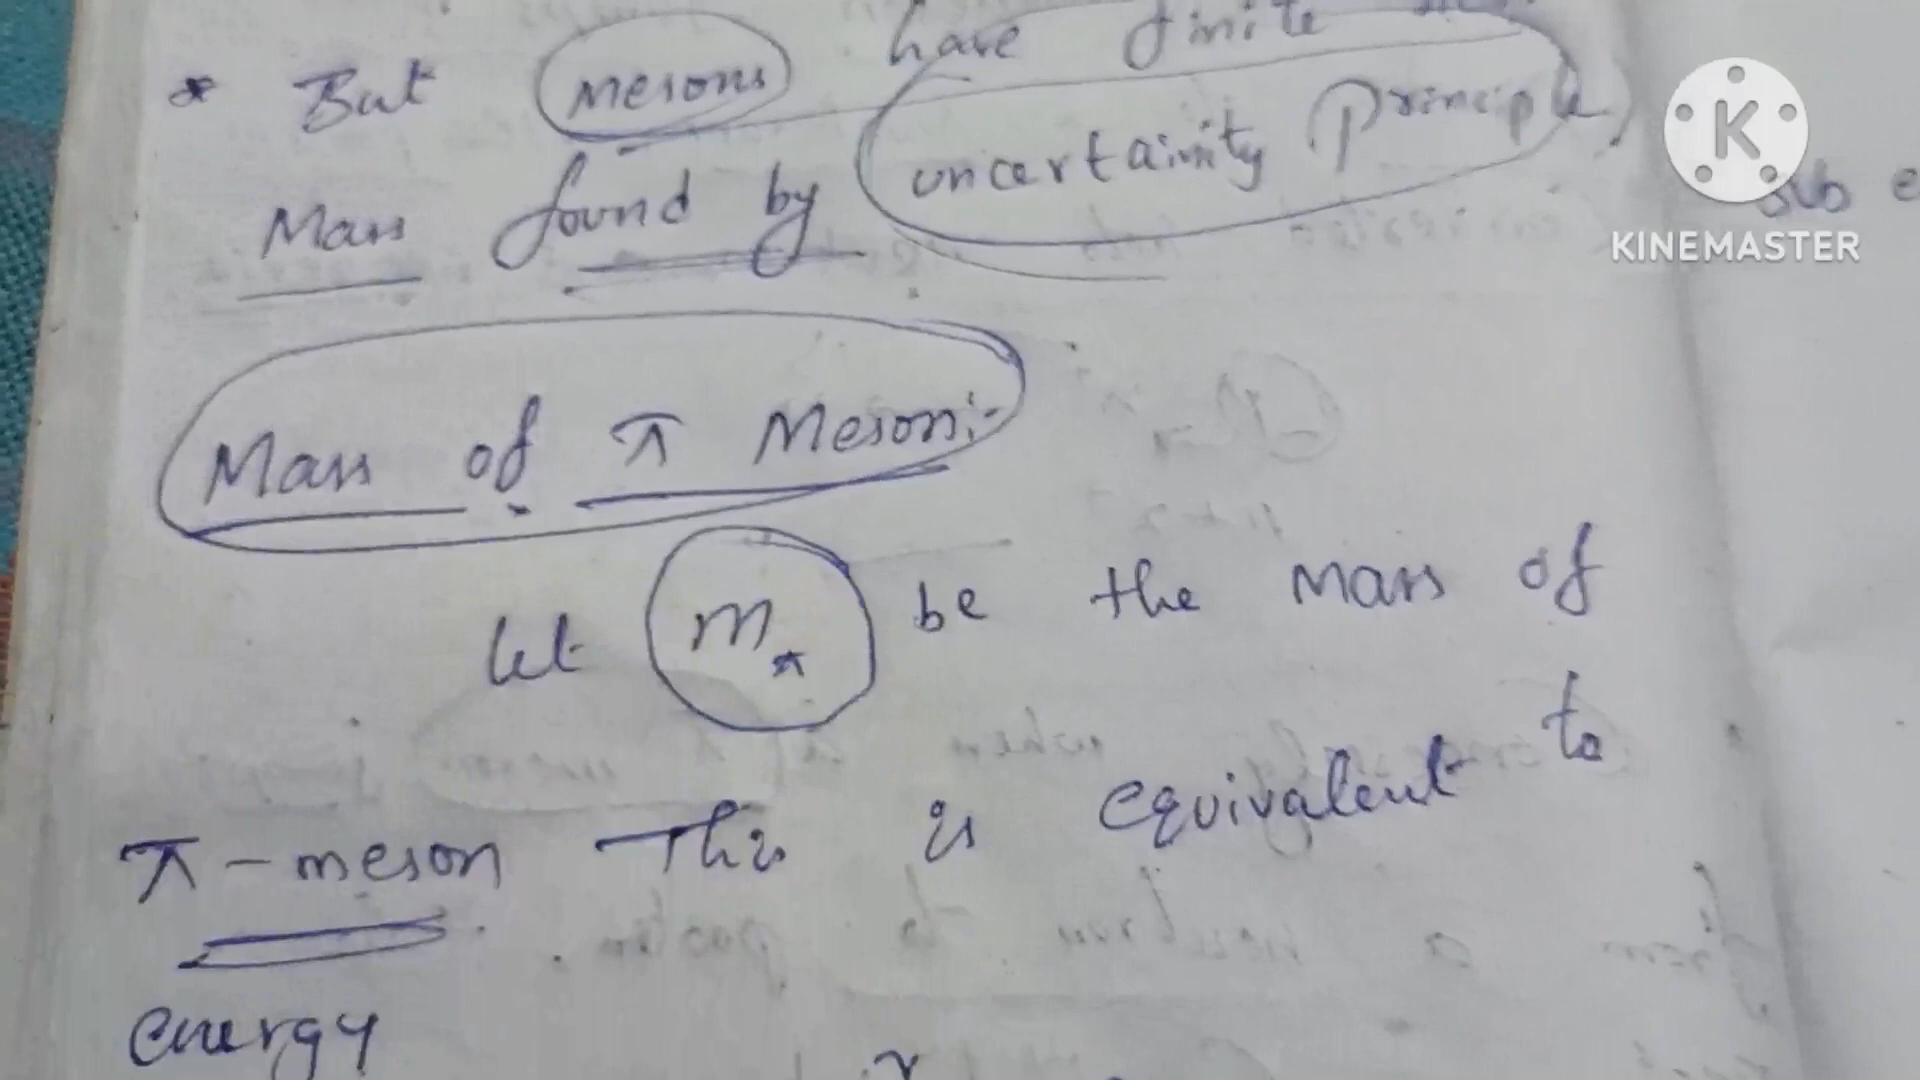 * But mesons have finite
Mass found by uncertainity Principle,
Mass of π Meson:-
let mπ be the mass of
π-meson This is equivalent to
energy
KINEMASTER